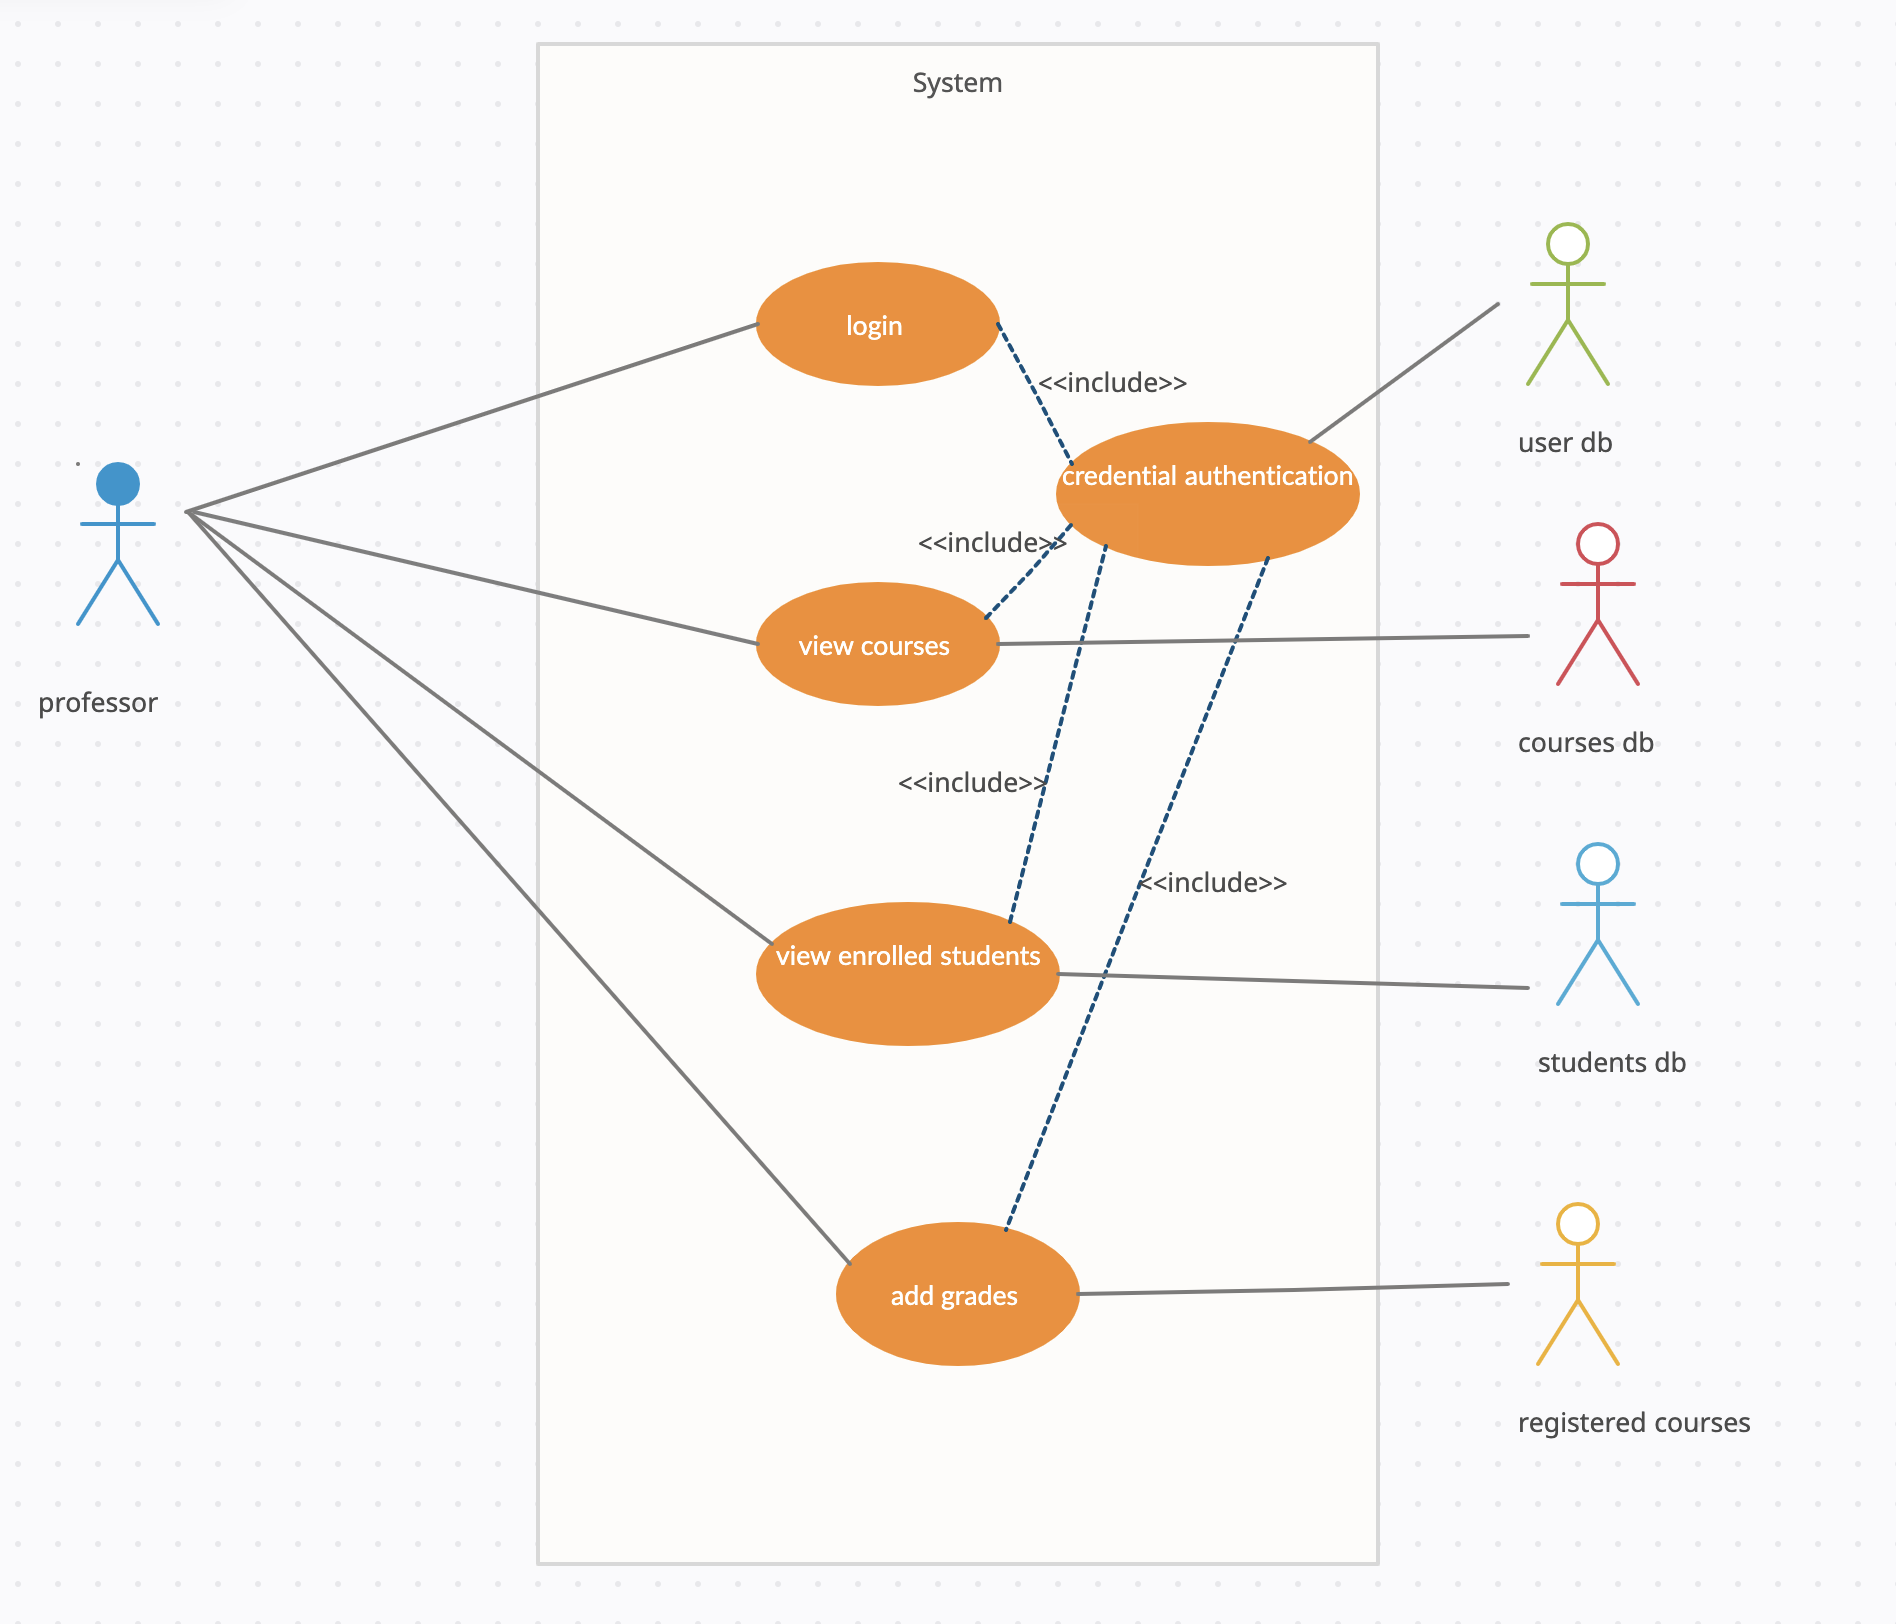 System
login
<<include>>
user db
credential authentication
<<include>>
view courses
professor
courses db
<<include>>
<<include>>
view enrolled students
students db
add grades
registered courses